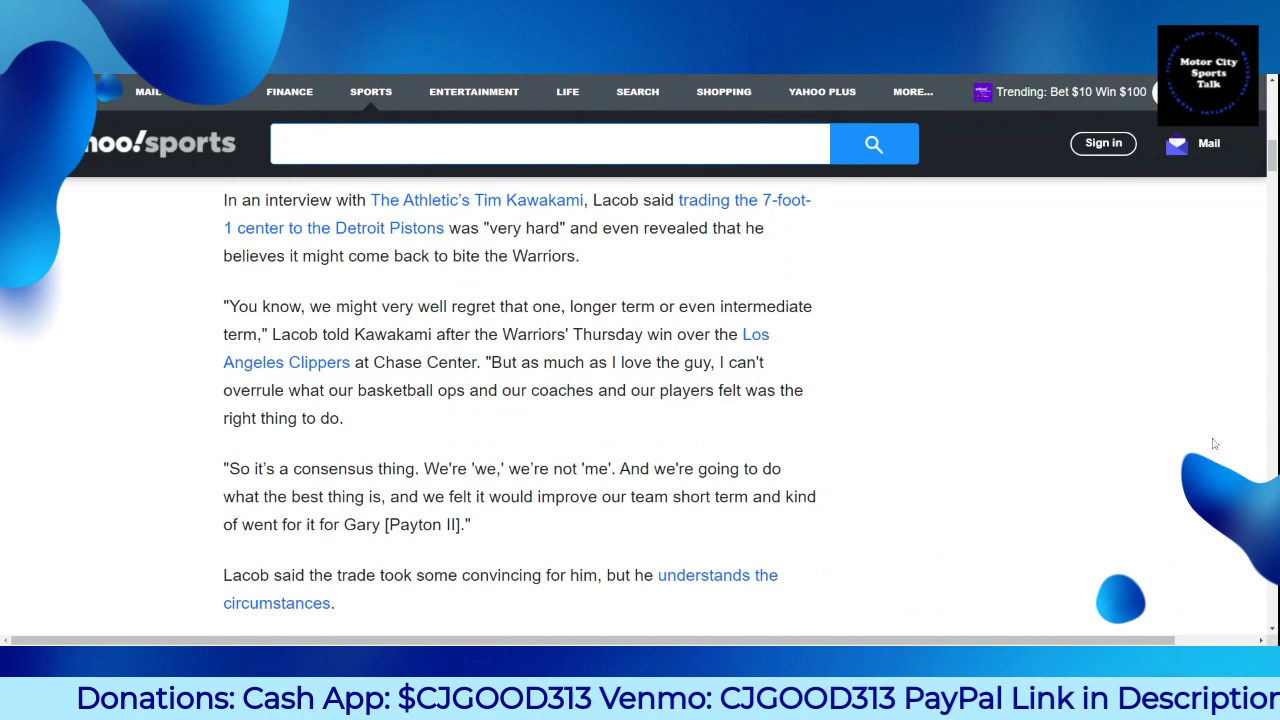 Motor City
Sports
Talk
MAIL
FINANCE
SPORTS
ENTERTAINMENT
LIFE
SEARCH
SHOPPING
YAHOO PLUS
MORE...
Trending: Bet $10 Win $100
hoo!sports
Sign in
Mail
In an interview with The Athletic’s Tim Kawakami, Lacob said trading the 7-foot-
1 center to the Detroit Pistons was "very hard" and even revealed that he
believes it might come back to bite the Warriors.
"You know, we might very well regret that one, longer term or even intermediate
term," Lacob told Kawakami after the Warriors' Thursday win over the Los
Angeles Clippers at Chase Center. "But as much as I love the guy, I can't
overrule what our basketball ops and our coaches and our players felt was the
right thing to do.
"So it’s a consensus thing. We're 'we,' we’re not 'me'. And we're going to do
what the best thing is, and we felt it would improve our team short term and kind
of went for it for Gary [Payton II]."
Lacob said the trade took some convincing for him, but he understands the
circumstances.
Donations: Cash App: $CJGOOD313 Venmo: CJGOOD313 PayPal Link in Description